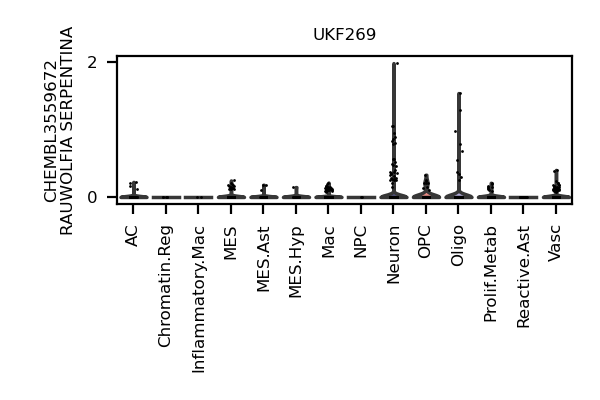 UKF269
CHEMBL3559672
RAUWOLFIA SERPENTINA
2
0
AC
Chromatin.Reg
Inflammatory.Mac
MES
MES.Ast
MES.Hyp
Mac
NPC
Neuron
OPC
Oligo
Prolif.Metab
Reactive.Ast
Vasc